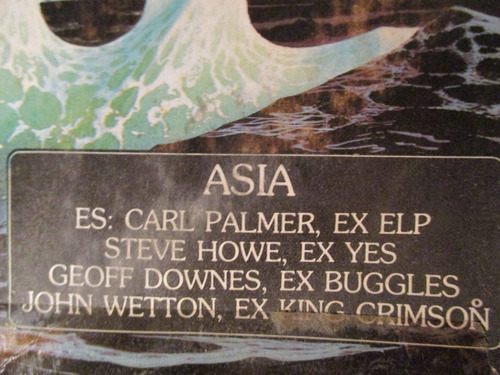 ASIA
ES: CARL PALMER, EX ELP
STEVE HOWE, EX YES
GEOFF DOWNES, EX BUGGLES
JOHN WETTON, EX KING CRIMSON